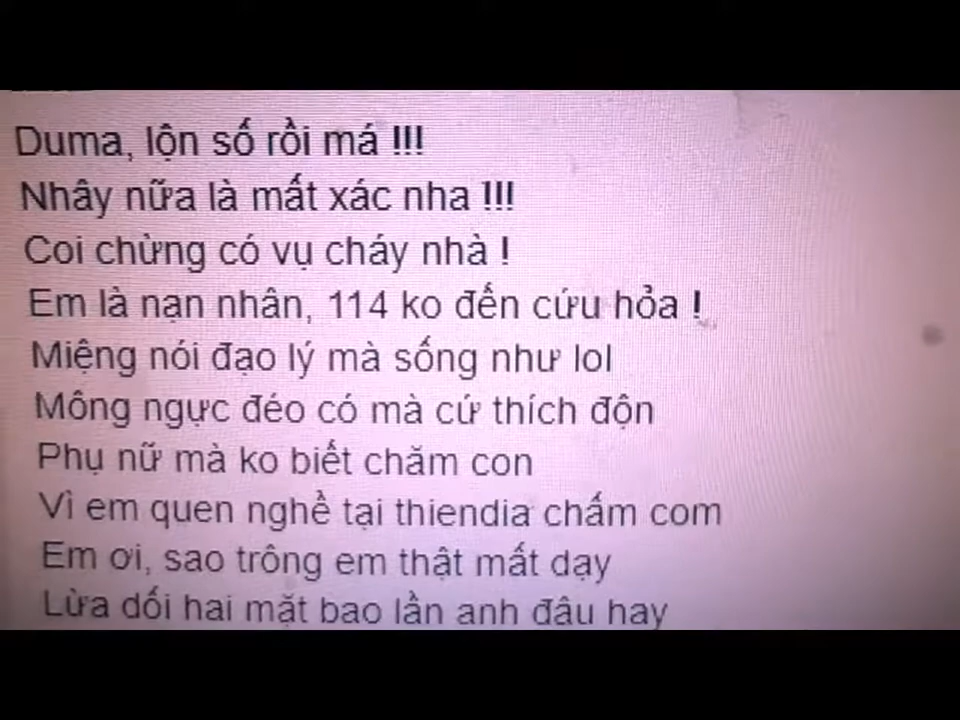 Duma, lộn số rồi má !!!
Nhây nữa là mất xác nha !!!
Coi chừng có vụ cháy nhà !
Em là nạn nhân, 114 ko đến cứu hỏa !
Miệng nói đạo lý mà sống như lol
Mông ngực đéo có mà cứ thích độn
Phụ nữ mà ko biết chăm con
Vì em quen nghề tại thiendia chấm com
Em ơi, sao trông em thật mất dạy
Lừa dối hai mặt bao lần anh đâu hay